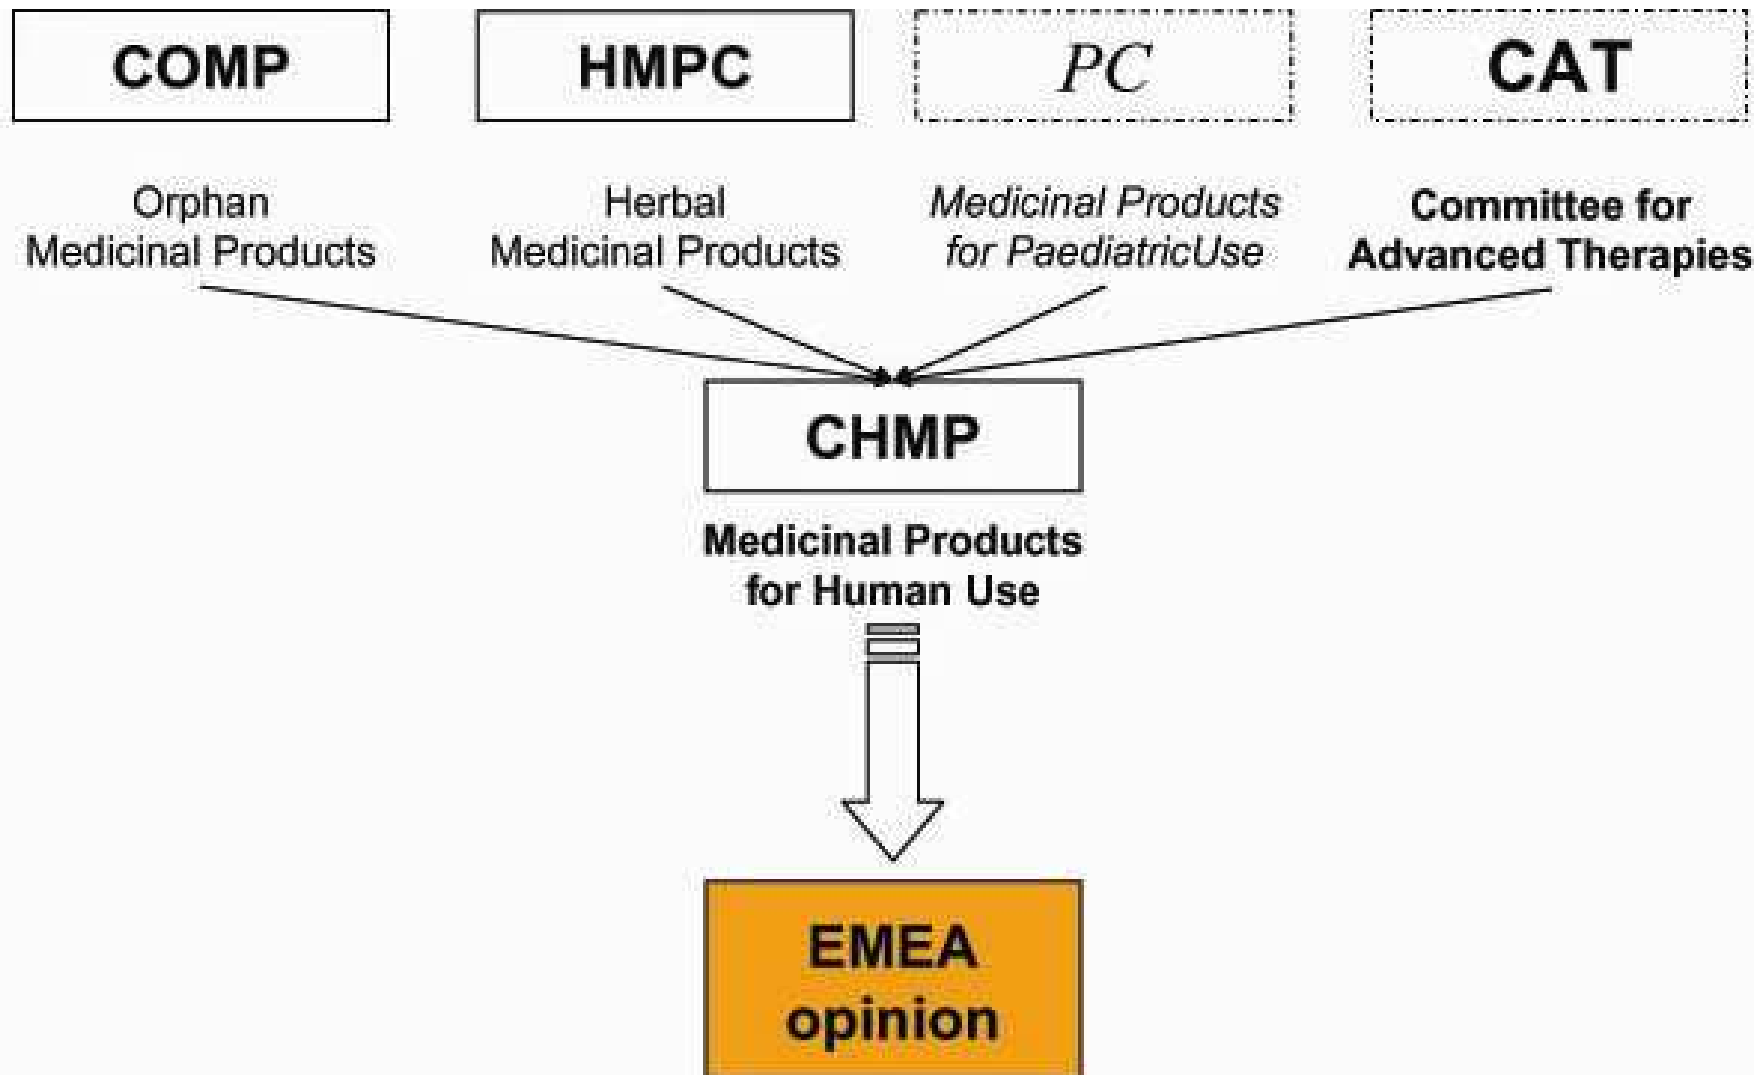 COMP
HMPC
PC
CAT
Orphan
Medicinal Products
Herbal
Medicinal Products
Medicinal Products
for PaediatricUse
Committee for
Advanced Therapies
CHMP
Medicinal Products
for Human Use
EMEA
opinion